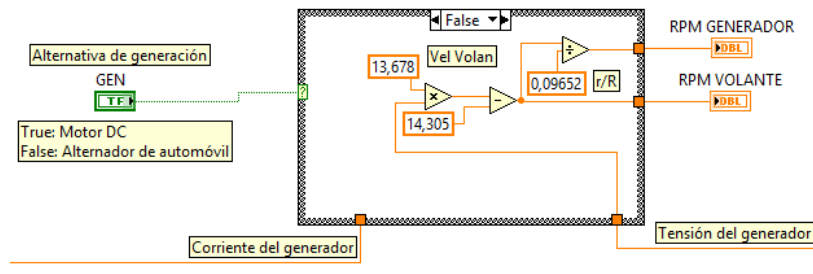 False
RPM GENERADOR
DBL
Alternativa de generación
GEN
TF
True: Motor DC
False: Alternador de automóvil
?
13,678
Vel Volan
×
14,305
−
÷
0,09652
r/R
RPM VOLANTE
DBL
Corriente del generador
Tensión del generador